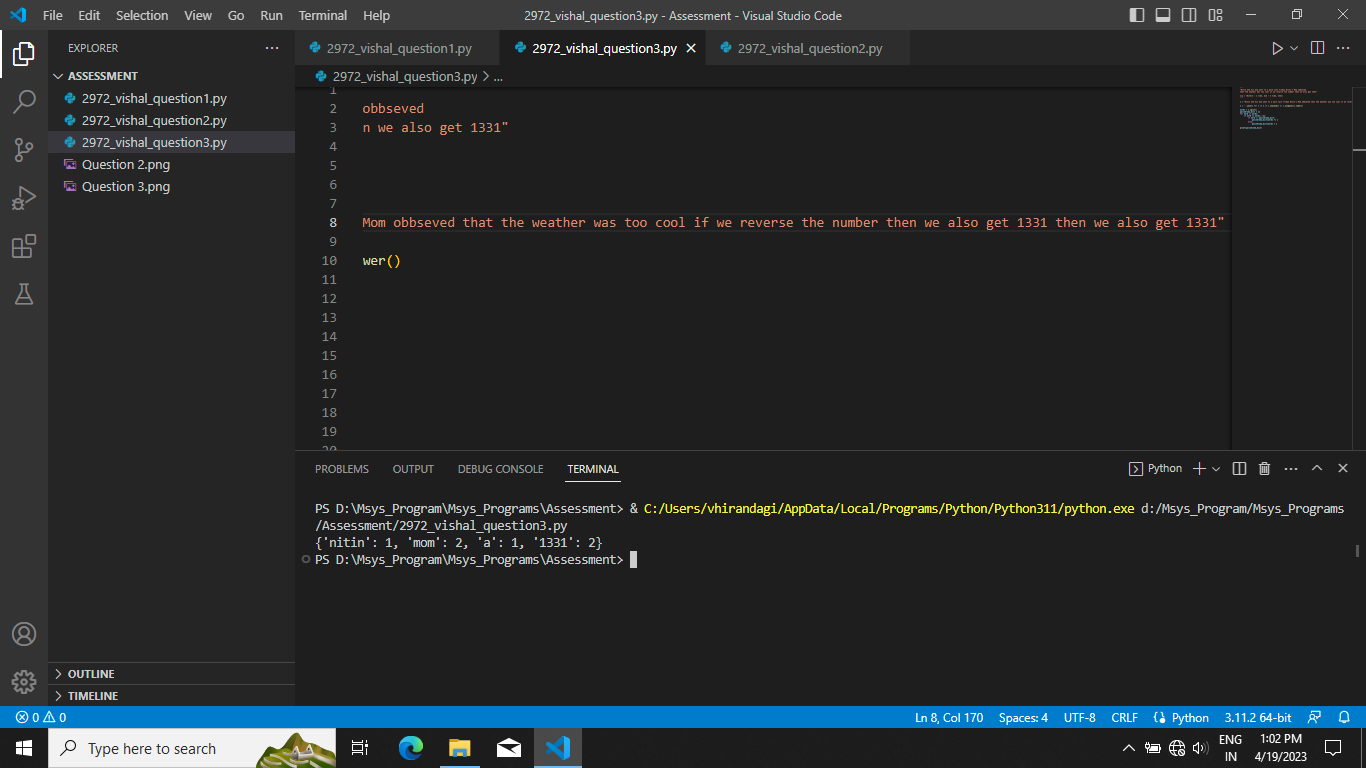 File Edit Selection View Go Run Terminal Help 2972_vishal_question3.py - Assessment - Visual Studio Code
EXPLORER
2972_vishal_question1.py 2972_vishal_question3.py 2972_vishal_question2.py
ASSESSMENT
2972_vishal_question3.py > ...
2972_vishal_question1.py
2972_vishal_question2.py
2972_vishal_question3.py
Question 2.png
Question 3.png
1
2 obbseved
3 n we also get 1331"
4
5
6
7
8 Mom obbseved that the weather was too cool if we reverse the number then we also get 1331 then we also get 1331"
9
10 wer()
11
12
13
14
15
16
17
18
19
20
PROBLEMS OUTPUT DEBUG CONSOLE TERMINAL Python
PS D:\Msys_Program\Msys_Programs\Assessment> & C:/Users/vhirandagi/AppData/Local/Programs/Python/Python311/python.exe d:/Msys_Program/Msys_Programs
/Assessment/2972_vishal_question3.py
{'nitin': 1, 'mom': 2, 'a': 1, '1331': 2}
PS D:\Msys_Program\Msys_Programs\Assessment>
OUTLINE
TIMELINE
0 0 Ln 8, Col 170 Spaces: 4 UTF-8 CRLF Python 3.11.2 64-bit
Type here to search
ENG
IN
1:02 PM
4/19/2023